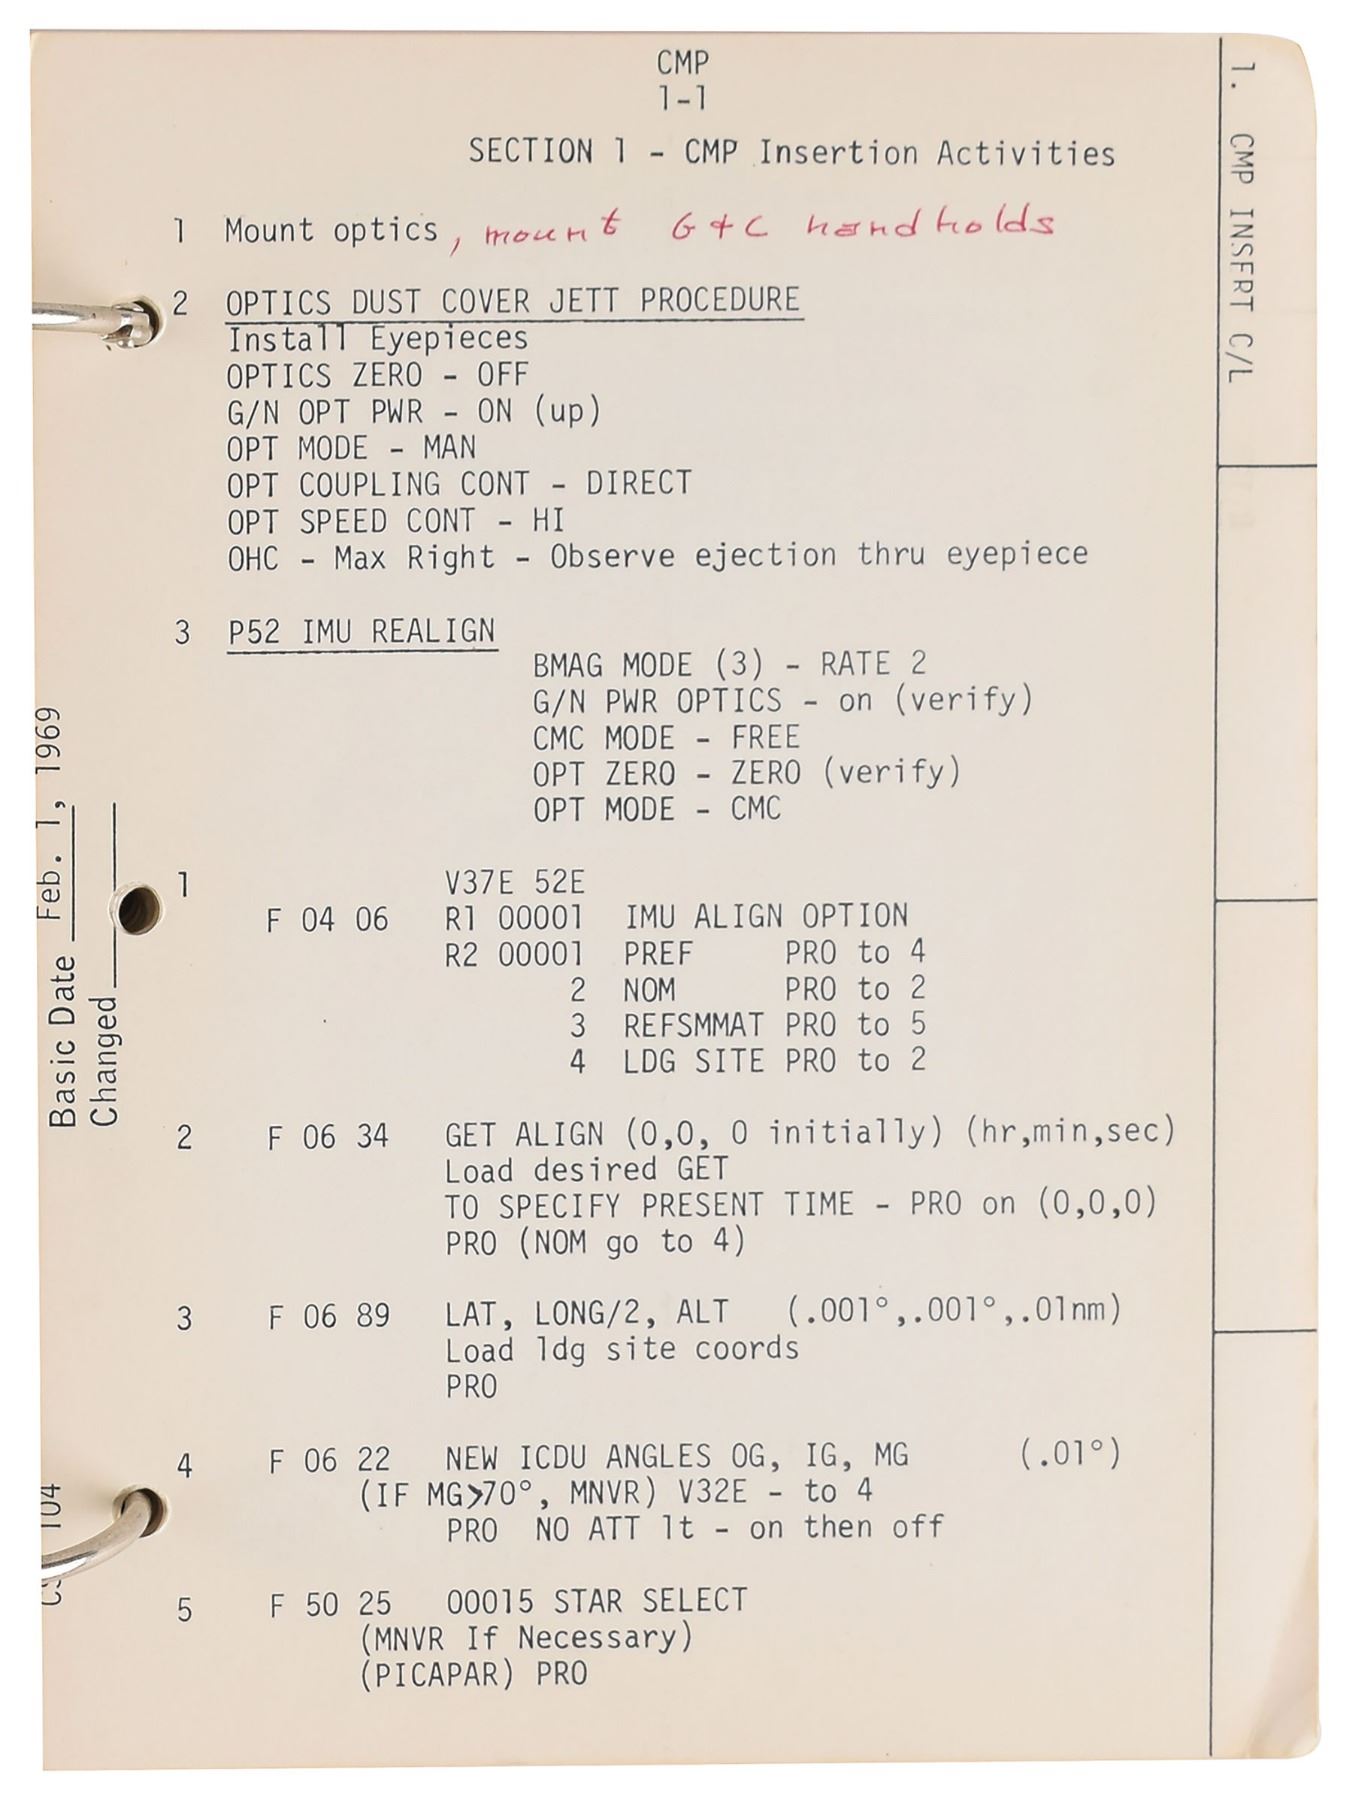 CMP
1-1
SECTION 1 - CMP Insertion Activities
1 Mount optics, mount G+C handholds
2 OPTICS DUST COVER JETT PROCEDURE
Install Eyepieces
OPTICS ZERO - OFF
G/N OPT PWR - ON (up)
OPT MODE - MAN
OPT COUPLING CONT - DIRECT
OPT SPEED CONT - HI
OHC - Max Right - Observe ejection thru eyepiece
3 P52 IMU REALIGN
BMAG MODE (3) - RATE 2
G/N PWR OPTICS - on (verify)
CMC MODE - FREE
OPT ZERO - ZERO (verify)
OPT MODE - CMC
1 V37E 52E
F 04 06 R1 00001 IMU ALIGN OPTION
R2 00001 PREF PRO to 4
2 NOM PRO to 2
3 REFSMMAT PRO to 5
4 LDG SITE PRO to 2
2 F 06 34 GET ALIGN (0,0, 0 initially) (hr,min,sec)
Load desired GET
TO SPECIFY PRESENT TIME - PRO on (0,0,0)
PRO (NOM go to 4)
3 F 06 89 LAT, LONG/2, ALT (.001°,.001°,.01nm)
Load ldg site coords
PRO
4 F 06 22 NEW ICDU ANGLES OG, IG, MG (.01°)
(IF MG>70°, MNVR) V32E - to 4
PRO NO ATT lt - on then off
5 F 50 25 00015 STAR SELECT
(MNVR If Necessary)
(PICAPAR) PRO
1. CMP INSERT C/L
Basic Date Feb. 1, 1969
Changed
104